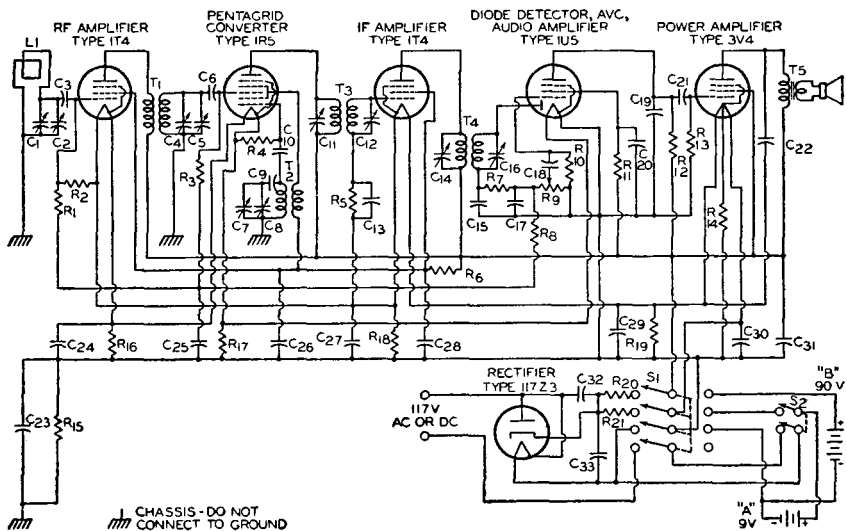 RF AMPLIFIER
TYPE 1T4
PENTAGRID
CONVERTER
TYPE 1R5
IF AMPLIFIER
TYPE 1T4
DIODE DETECTOR, AVC,
AUDIO AMPLIFIER
TYPE 1U5
POWER AMPLIFIER
TYPE 3V4
L1
C3
T1
C6
T3
T4
C19
C21
T5
C1
C2
C4
C5
R4
C10
C11
C12
C14
C16
C18
R10
R11
C20
R12
R13
C22
R2
R1
R3
C9
T2
C7
C8
R5
C13
R7
R9
C15
C17
R8
R14
R6
C24
R16
C25
R17
C26
C27
R18
C28
C29
R19
C30
C31
RECTIFIER
TYPE 117Z3
C32
R20
S1
"B"
90 V
117V
AC OR DC
R21
S2
C23
R15
C33
"A"
9V
CHASSIS - DO NOT
CONNECT TO GROUND